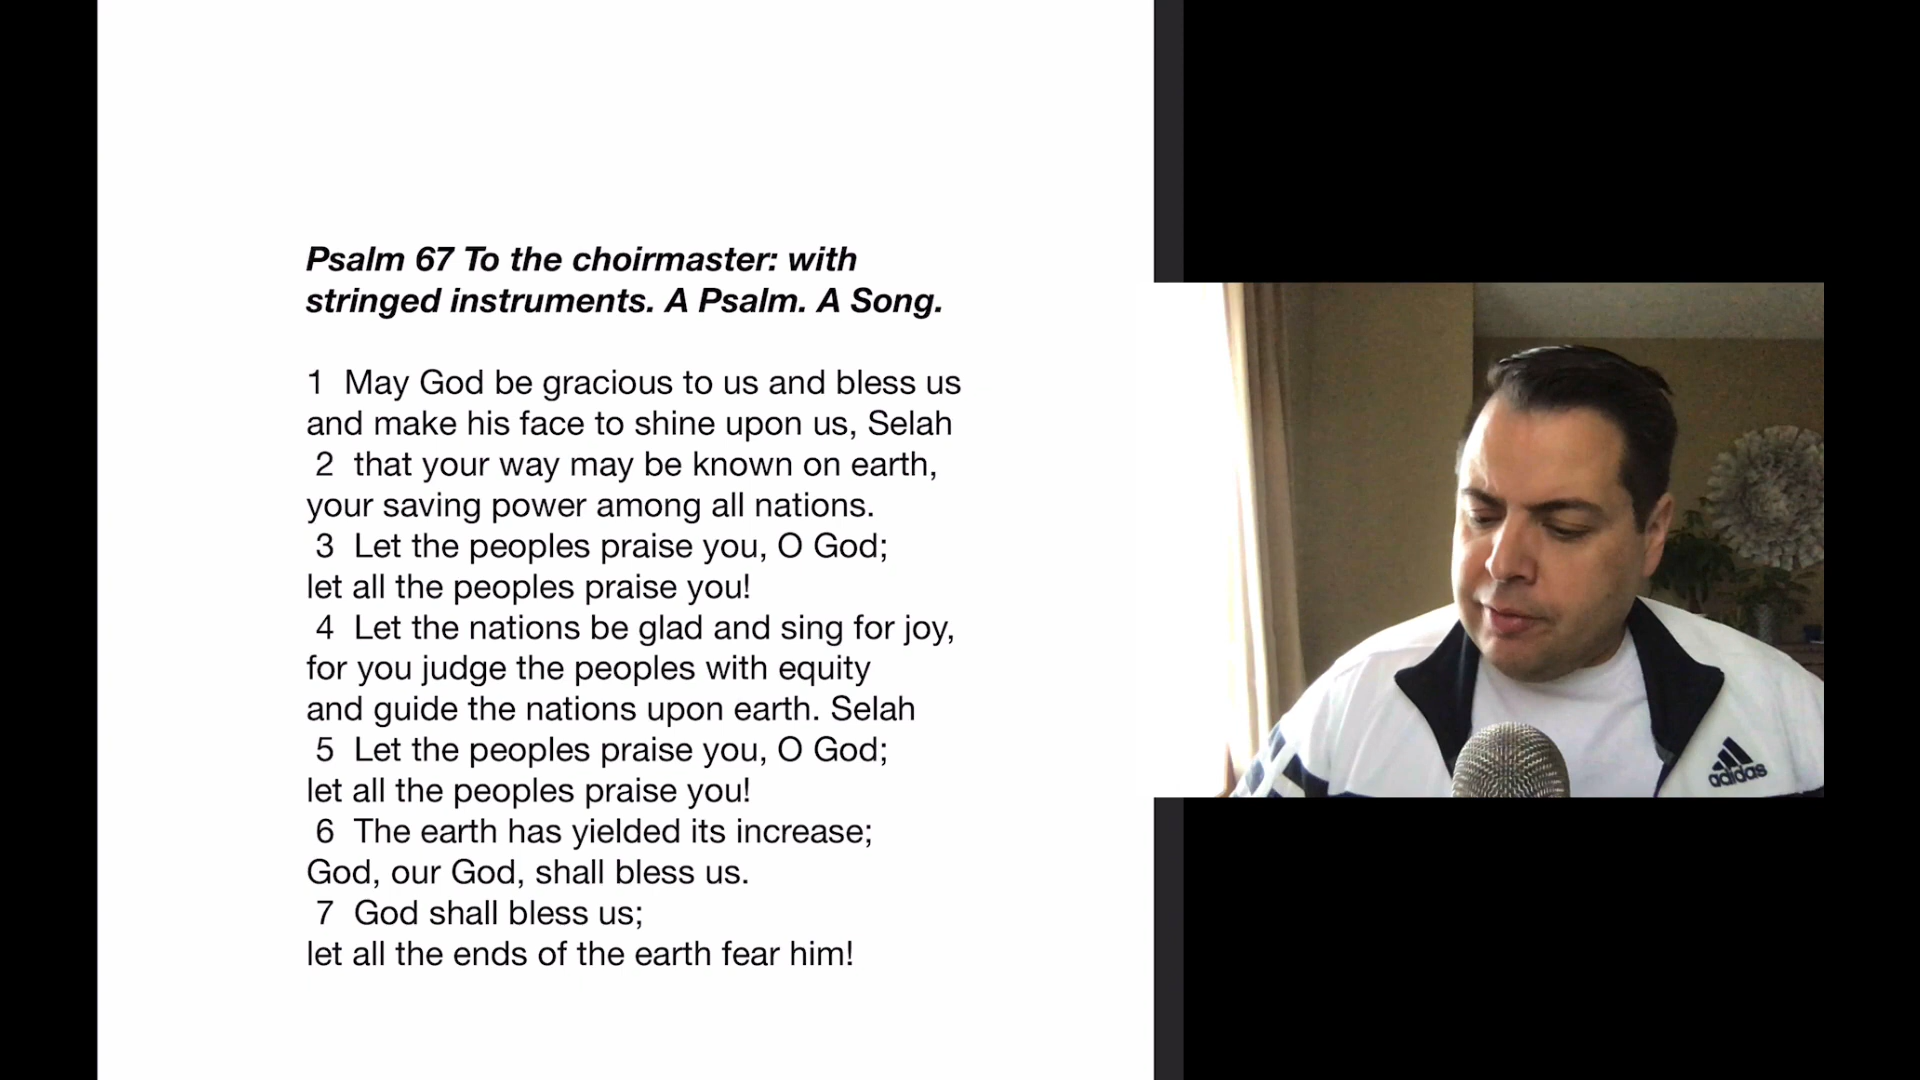 Psalm 67 To the choirmaster: with
stringed instruments. A Psalm. A Song.
1 May God be gracious to us and bless us
and make his face to shine upon us, Selah
2 that your way may be known on earth,
your saving power among all nations.
3 Let the peoples praise you, O God;
let all the peoples praise you!
4 Let the nations be glad and sing for joy,
for you judge the peoples with equity
and guide the nations upon earth. Selah
5 Let the peoples praise you, O God;
let all the peoples praise you!
6 The earth has yielded its increase;
God, our God, shall bless us.
7 God shall bless us;
let all the ends of the earth fear him!
adidas